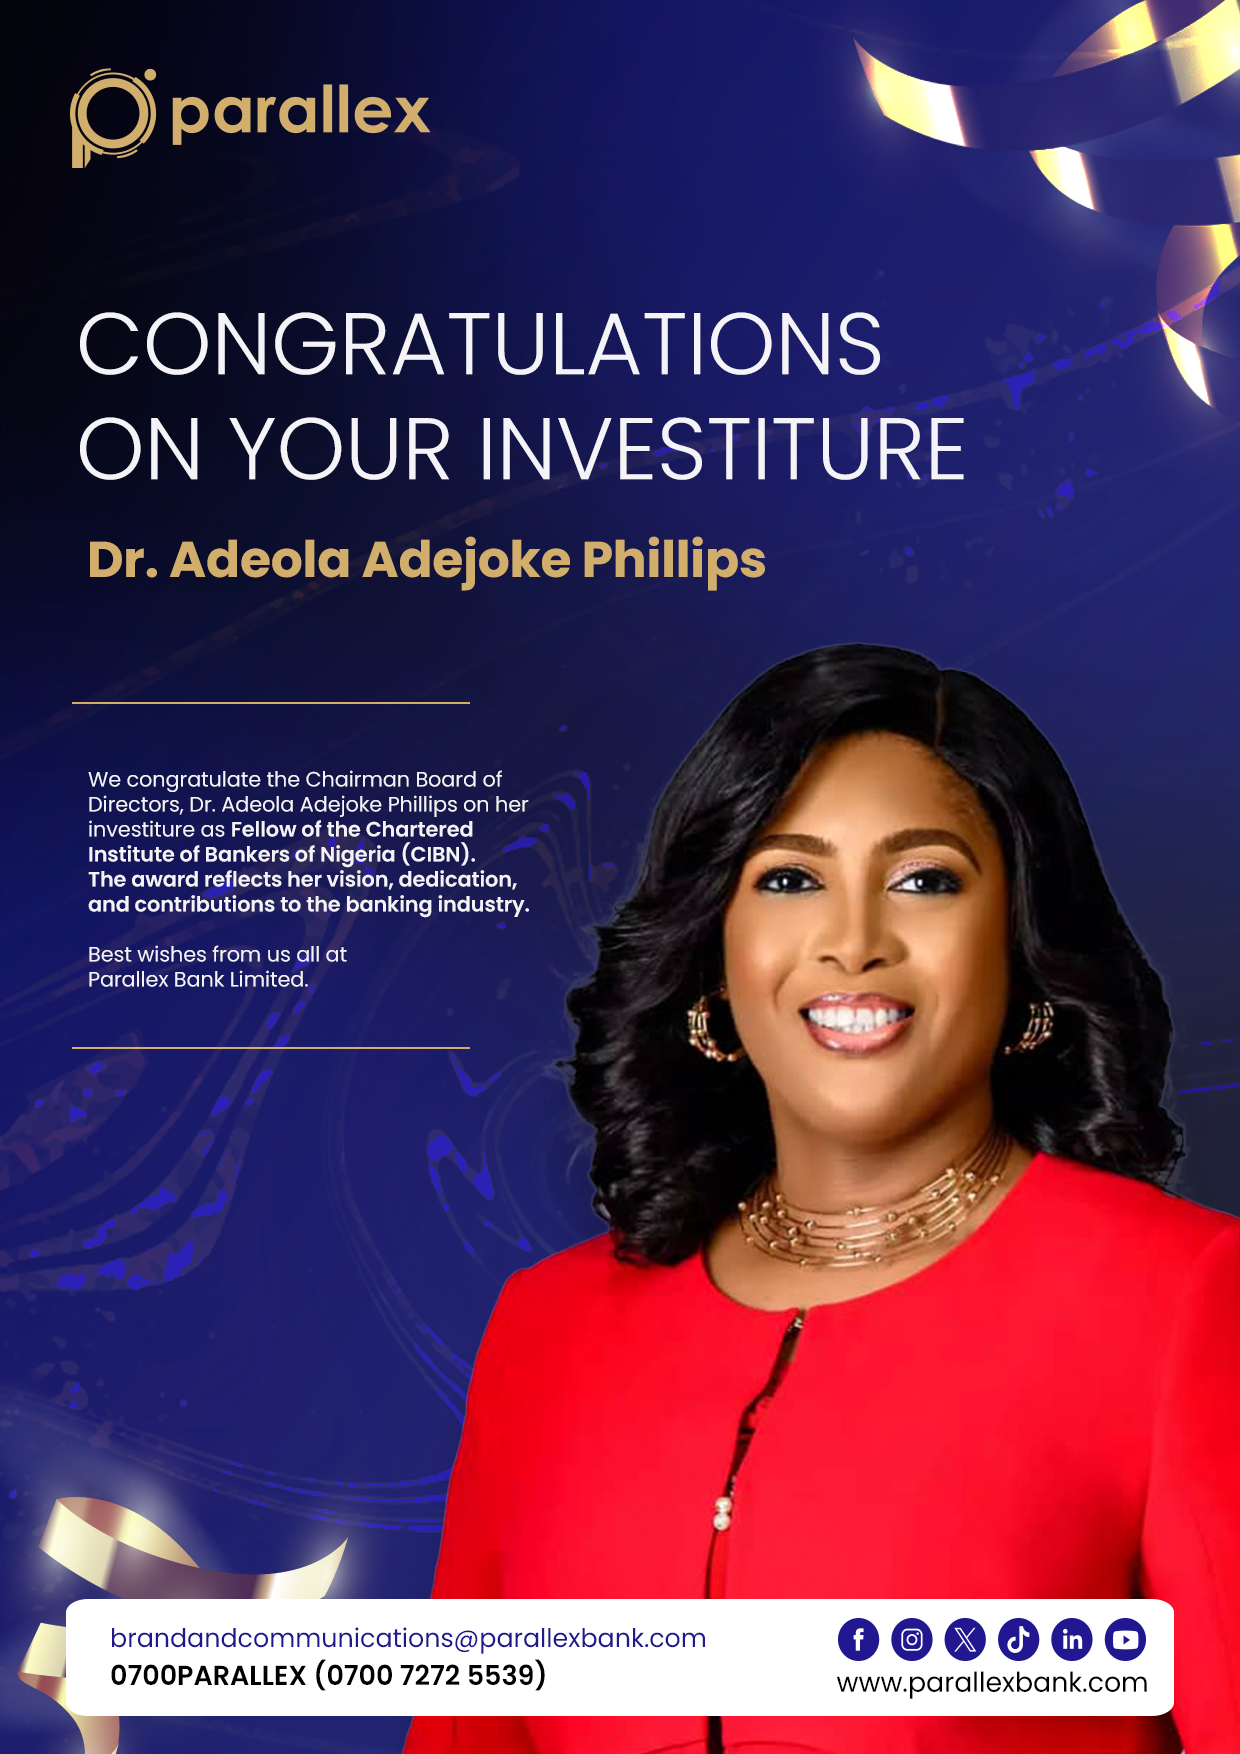 parallex
CONGRATULATIONS
ON YOUR INVESTITURE
Dr. Adeola Adejoke Phillips
We congratulate the Chairman Board of
Directors, Dr. Adeola Adejoke Phillips on her
investiture as Fellow of the Chartered
Institute of Bankers of Nigeria (CIBN).
The award reflects her vision, dedication,
and contributions to the banking industry.
Best wishes from us all at
Parallex Bank Limited.
brandandcommunications@parallexbank.com
0700PARALLEX (0700 7272 5539)
www.parallexbank.com